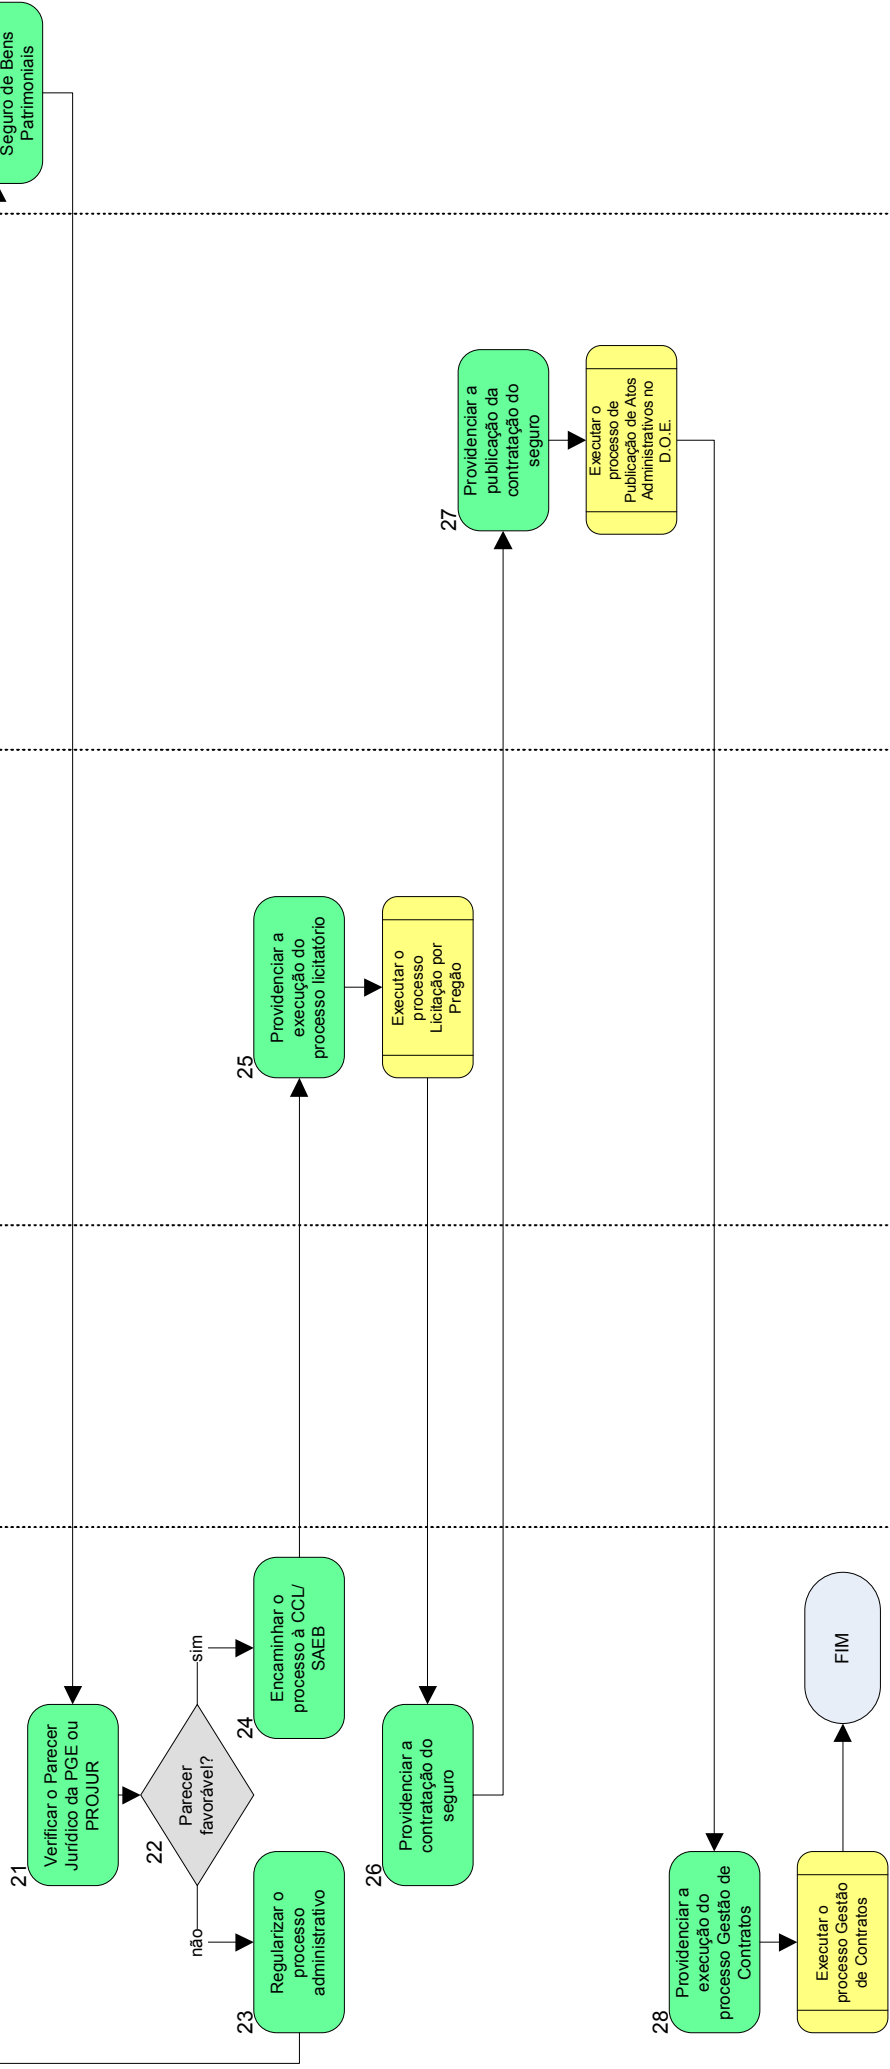 Seguro de Bens
Patrimoniais
21
Verificar o Parecer
Jurídico da PGE ou
PROJUR
22
Parecer
favorável?
não
sim
23
Regularizar o
processo
administrativo
24
Encaminhar o
processo à CCL/
SAEB
25
Providenciar a
execução do
processo licitatório
Executar o
processo
Licitação por
Pregão
26
Providenciar a
contratação do
seguro
27
Providenciar a
publicação da
contratação do
seguro
Executar o
processo de
Publicação de Atos
Administrativos no
D.O.E.
28
Providenciar a
execução do
processo Gestão de
Contratos
Executar o
processo Gestão
de Contratos
FIM